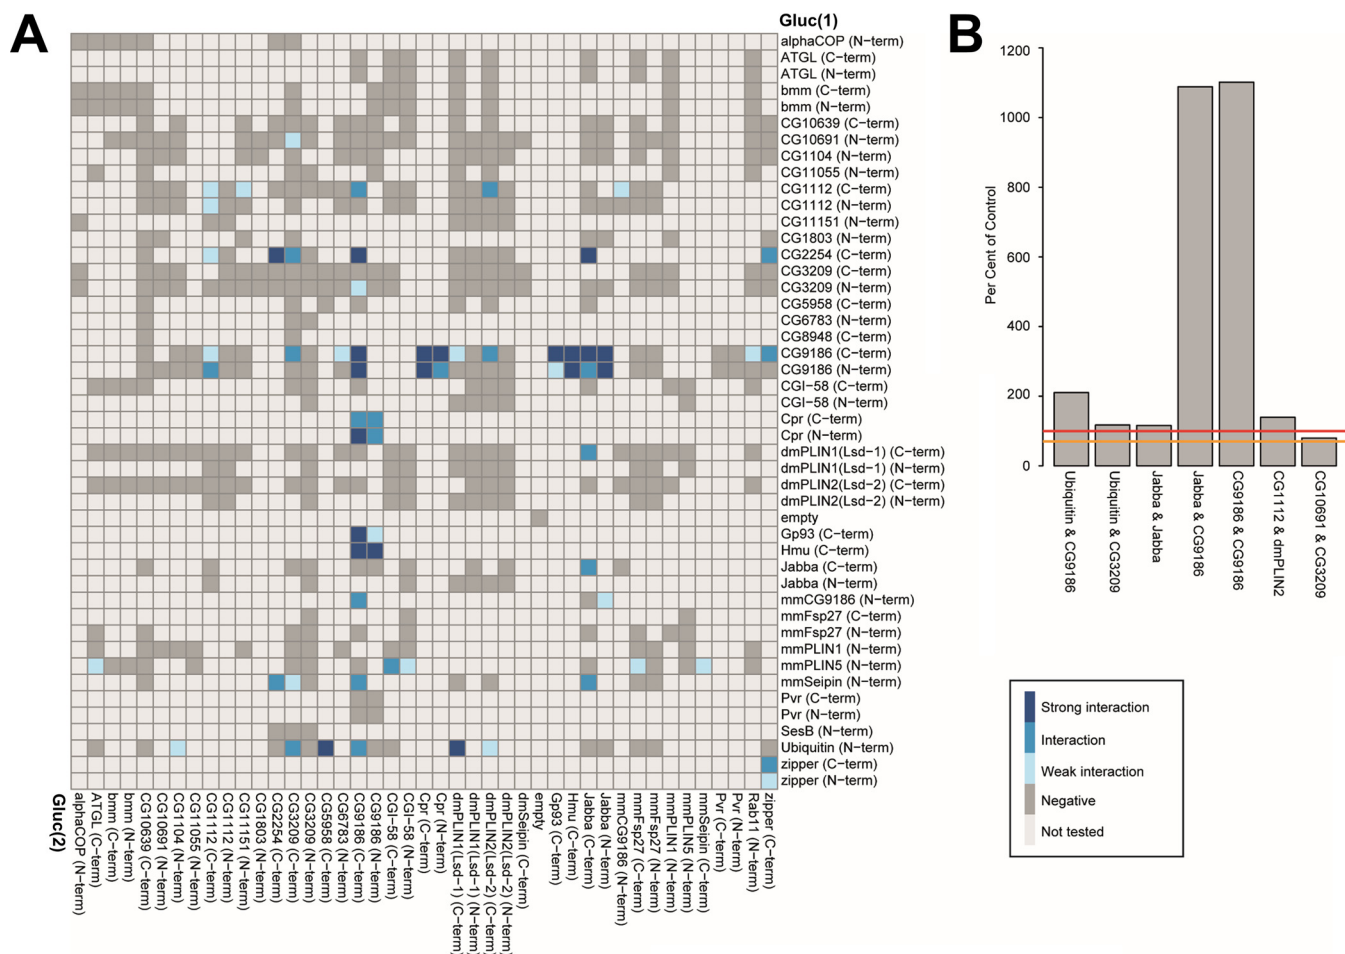 A
Gluc(1)
alphaCOP (N−term)
ATGL (C−term)
ATGL (N−term)
bmm (C−term)
bmm (N−term)
CG10639 (C−term)
CG10691 (N−term)
CG1104 (N−term)
CG11055 (N−term)
CG1112 (C−term)
CG1112 (N−term)
CG11151 (N−term)
CG1803 (N−term)
CG2254 (C−term)
CG3209 (C−term)
CG3209 (N−term)
CG5958 (C−term)
CG6783 (N−term)
CG8948 (C−term)
CG9186 (C−term)
CG9186 (N−term)
CGI−58 (C−term)
CGI−58 (N−term)
Cpr (C−term)
Cpr (N−term)
dmPLIN1(Lsd−1) (C−term)
dmPLIN1(Lsd−1) (N−term)
dmPLIN2(Lsd−2) (C−term)
dmPLIN2(Lsd−2) (N−term)
empty
Gp93 (C−term)
Hmu (C−term)
Jabba (C−term)
Jabba (N−term)
mmCG9186 (N−term)
mmFsp27 (C−term)
mmFsp27 (N−term)
mmPLIN1 (N−term)
mmPLIN5 (N−term)
mmSeipin (N−term)
Pvr (C−term)
Pvr (N−term)
SesB (N−term)
Ubiquitin (N−term)
zipper (C−term)
zipper (N−term)
Gluc(2)
alphaCOP (N−term)
ATGL (C−term)
bmm (C−term)
bmm (N−term)
CG10639 (C−term)
CG10691 (N−term)
CG1104 (N−term)
CG11055 (N−term)
CG1112 (C−term)
CG1112 (N−term)
CG11151 (N−term)
CG1803 (N−term)
CG2254 (C−term)
CG3209 (C−term)
CG3209 (N−term)
CG5958 (C−term)
CG6783 (N−term)
CG9186 (C−term)
CG9186 (N−term)
CGI−58 (C−term)
CGI−58 (N−term)
Cpr (C−term)
Cpr (N−term)
dmPLIN1(Lsd−1) (C−term)
dmPLIN1(Lsd−1) (N−term)
dmPLIN2(Lsd−2) (C−term)
dmPLIN2(Lsd−2) (N−term)
dmSeipin (C−term)
empty
Gp93 (C−term)
Hmu (C−term)
Jabba (C−term)
Jabba (N−term)
mmCG9186 (N−term)
mmFsp27 (C−term)
mmFsp27 (N−term)
mmPLIN1 (N−term)
mmPLIN5 (N−term)
mmSeipin (C−term)
Pvr (C−term)
Pvr (N−term)
Rab11 (N−term)
zipper (C−term)
B
Per Cent of Control
1200
1000
800
600
400
200
0
Ubiquitin & CG9186
Ubiquitin & CG3209
Jabba & Jabba
Jabba & CG9186
CG9186 & CG9186
CG1112 & dmPLIN2
CG10691 & CG3209
Strong interaction
Interaction
Weak interaction
Negative
Not tested